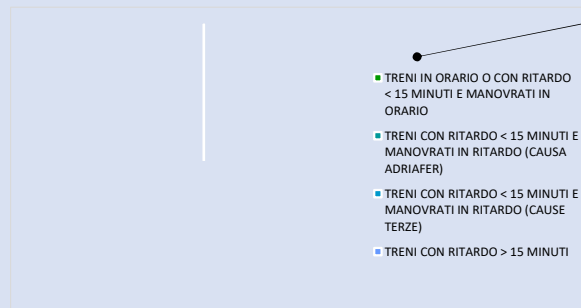 TRENI IN ORARIO O CON RITARDO
< 15 MINUTI E MANOVRATI IN
ORARIO
TRENI CON RITARDO < 15 MINUTI E
MANOVRATI IN RITARDO (CAUSA
ADRIAFER)
TRENI CON RITARDO < 15 MINUTI E
MANOVRATI IN RITARDO (CAUSE
TERZE)
TRENI CON RITARDO > 15 MINUTI